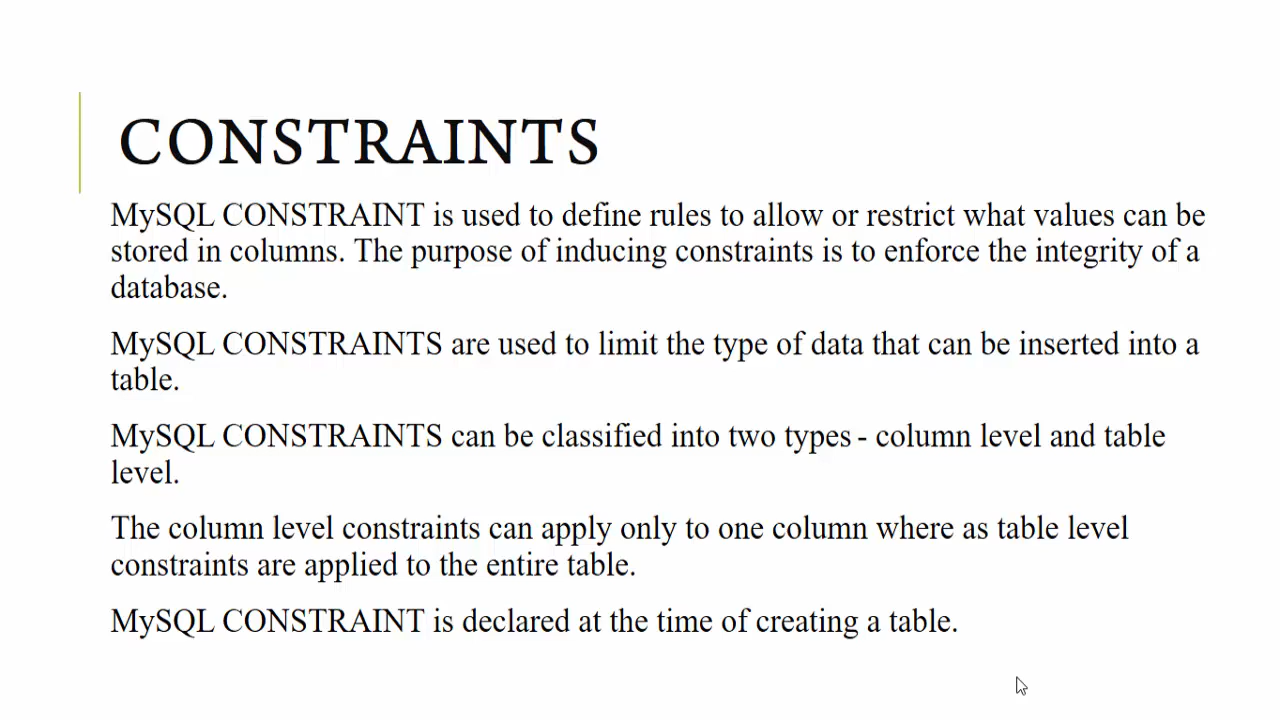 CONSTRAINTS
MySQL CONSTRAINT is used to define rules to allow or restrict what values can be
stored in columns. The purpose of inducing constraints is to enforce the integrity of a
database.
MySQL CONSTRAINTS are used to limit the type of data that can be inserted into a
table.
MySQL CONSTRAINTS can be classified into two types - column level and table
level.
The column level constraints can apply only to one column where as table level
constraints are applied to the entire table.
MySQL CONSTRAINT is declared at the time of creating a table.